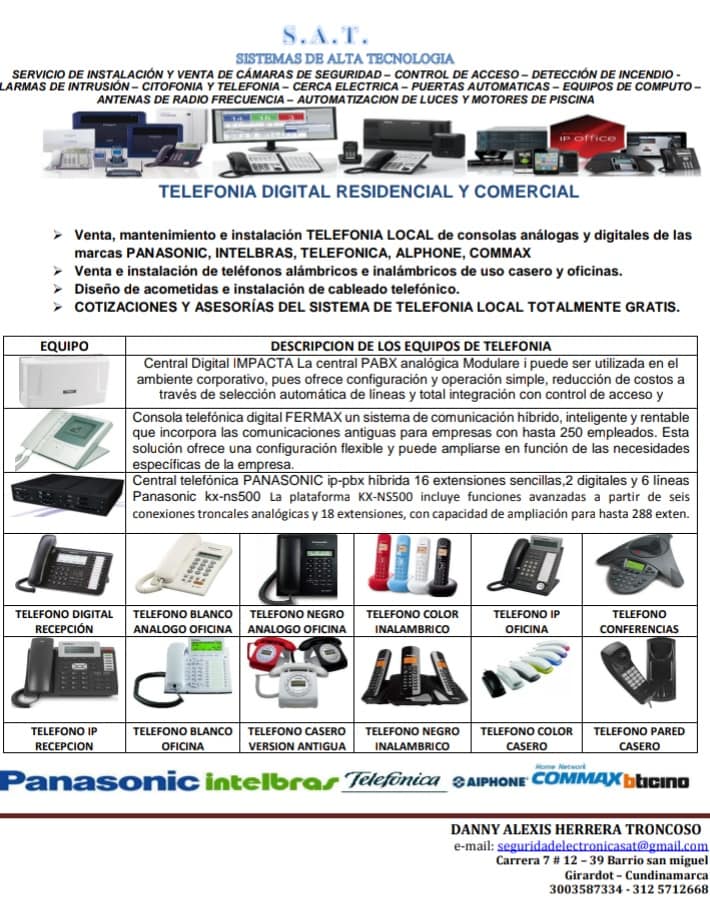 S.A.T.
SISTEMAS DE ALTA TECNOLOGIA
SERVICIO DE INSTALACIÓN Y VENTA DE CÁMARAS DE SEGURIDAD – CONTROL DE ACCESO – DETECCIÓN DE INCENDIO -
LARMAS DE INTRUSIÓN – CITOFONIA Y TELEFONIA – CERCA ELECTRICA – PUERTAS AUTOMATICAS – EQUIPOS DE COMPUTO –
ANTENAS DE RADIO FRECUENCIA – AUTOMATIZACION DE LUCES Y MOTORES DE PISCINA
IP office
TELEFONIA DIGITAL RESIDENCIAL Y COMERCIAL
➢ Venta, mantenimiento e instalación TELEFONIA LOCAL de consolas análogas y digitales de las
marcas PANASONIC, INTELBRAS, TELEFONICA, ALPHONE, COMMAX
➢ Venta e instalación de teléfonos alámbricos e inalámbricos de uso casero y oficinas.
➢ Diseño de acometidas e instalación de cableado telefónico.
➢ COTIZACIONES Y ASESORÍAS DEL SISTEMA DE TELEFONIA LOCAL TOTALMENTE GRATIS.
EQUIPO DESCRIPCION DE LOS EQUIPOS DE TELEFONIA
Central Digital IMPACTA La central PABX analógica Modulare i puede ser utilizada en el
ambiente corporativo, pues ofrece configuración y operación simple, reducción de costos a
través de selección automática de líneas y total integración con control de acceso y
Consola telefónica digital FERMAX un sistema de comunicación híbrido, inteligente y rentable
que incorpora las comunicaciones antiguas para empresas con hasta 250 empleados. Esta
solución ofrece una configuración flexible y puede ampliarse en función de las necesidades
específicas de la empresa.
Central telefónica PANASONIC ip-pbx híbrida 16 extensiones sencillas,2 digitales y 6 líneas
Panasonic kx-ns500 La plataforma KX-NS500 incluye funciones avanzadas a partir de seis
conexiones troncales analógicas y 18 extensiones, con capacidad de ampliación para hasta 288 exten.
TELEFONO DIGITAL TELEFONO BLANCO TELEFONO NEGRO TELEFONO COLOR TELEFONO IP TELEFONO
RECEPCIÓN ANALOGO OFICINA ANALOGO OFICINA INALAMBRICO OFICINA CONFERENCIAS
TELEFONO IP TELEFONO BLANCO TELEFONO CASERO TELEFONO NEGRO TELEFONO COLOR TELEFONO PARED
RECEPCION OFICINA VERSION ANTIGUA INALAMBRICO CASERO CASERO
Home Network
Panasonic intelbras Telefónica AIPHONE COMMAX bticino
DANNY ALEXIS HERRERA TRONCOSO
e-mail: seguridadelectronicasat@gmail.com
Carrera 7 # 12 – 39 Barrio san miguel
Girardot – Cundinamarca
3003587334 - 312 5712668